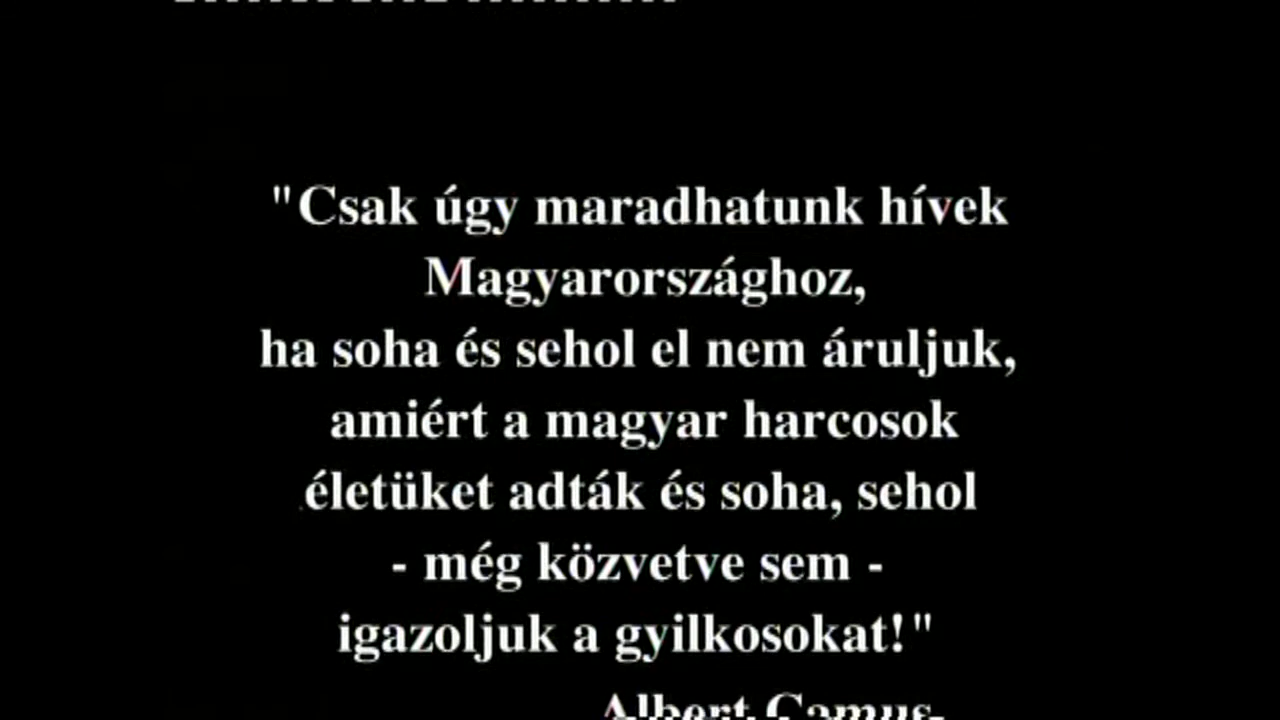 "Csak úgy maradhatunk hívek
Magyarországhoz,
ha soha és sehol el nem áruljuk,
amiért a magyar harcosok
életüket adták és soha, sehol
- még közvetve sem -
igazoljuk a gyilkosokat!"
Albert Camus